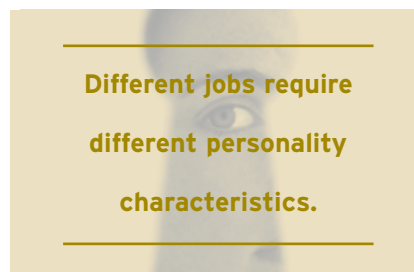 Different jobs require
different personality
characteristics.